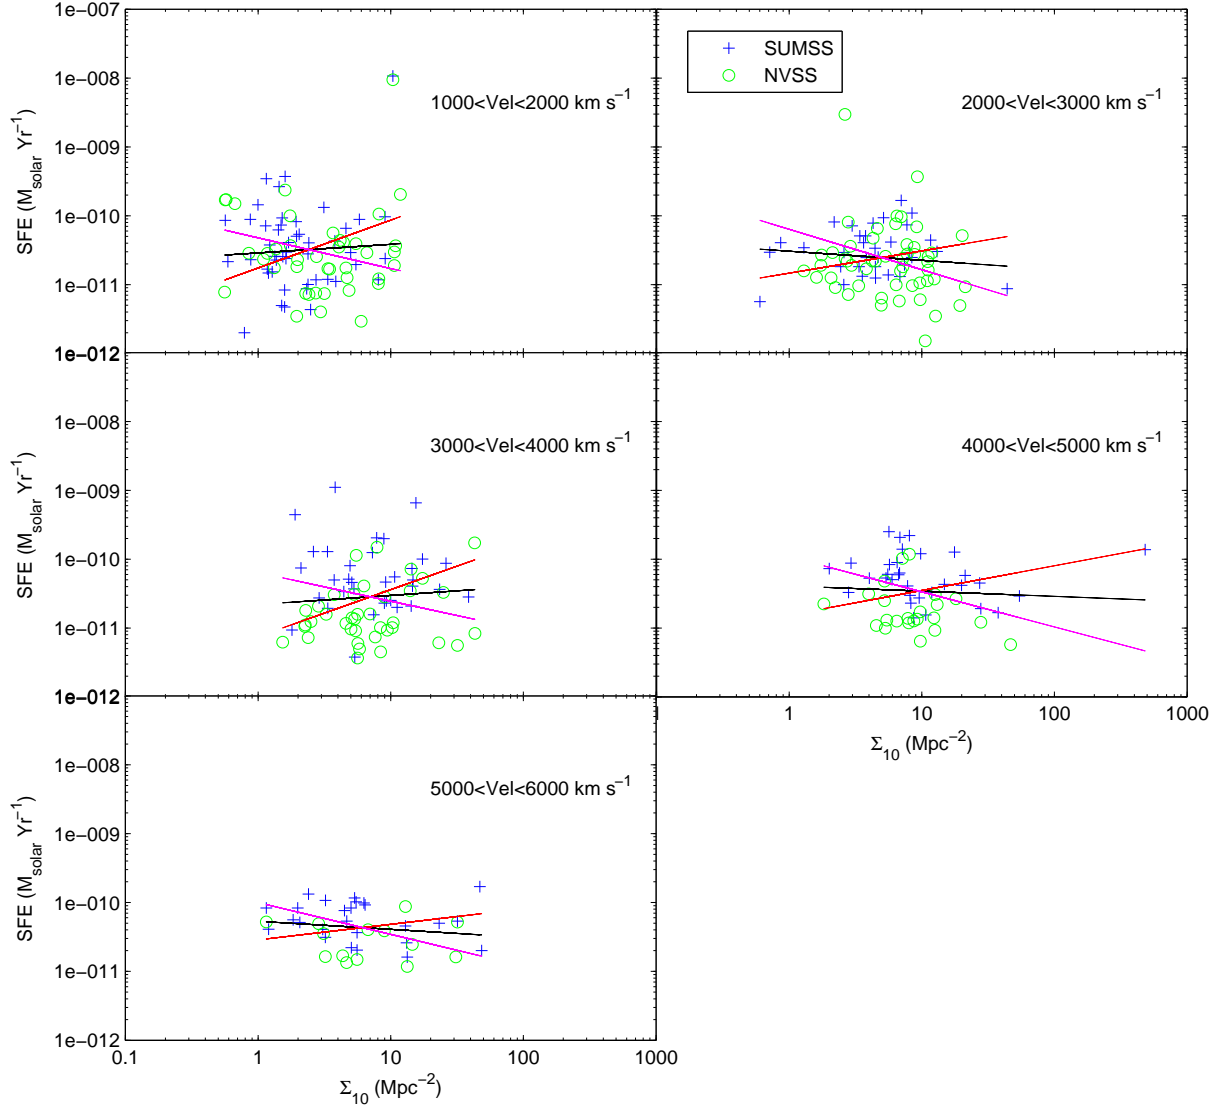 1e−007
1e−008
1e−009
1e−010
1e−011
1e−012
SFE (M_solar Yr^−1)
1000<Vel<2000 km s^−1
SUMSS
NVSS
2000<Vel<3000 km s^−1
1e−008
1e−009
1e−010
1e−011
1e−012
SFE (M_solar Yr^−1)
3000<Vel<4000 km s^−1
4000<Vel<5000 km s^−1
1
10
100
1000
Σ_10 (Mpc^−2)
1e−008
1e−009
1e−010
1e−011
1e−012
SFE (M_solar Yr^−1)
5000<Vel<6000 km s^−1
0.1
1
10
100
1000
Σ_10 (Mpc^−2)